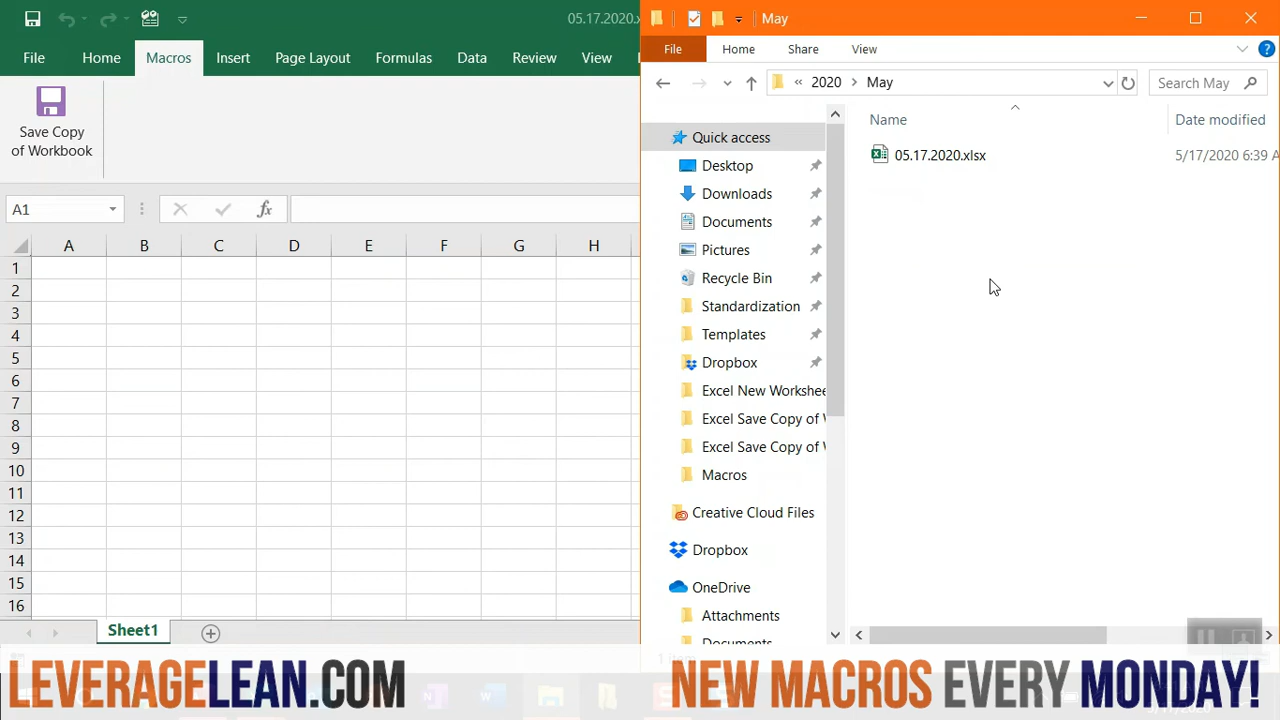 05.17.2020.x
File Home Macros Insert Page Layout Formulas Data Review View
Save Copy
of Workbook
A1
fx
A B C D E F G H
1
2
3
4
5
6
7
8
9
10
11
12
13
14
15
16
Sheet1
May
File Home Share View
« 2020 > May
Search May
Name Date modified
05.17.2020.xlsx 5/17/2020 6:39 A
Quick access
Desktop
Downloads
Documents
Pictures
Recycle Bin
Standardization
Templates
Dropbox
Excel New Workshee
Excel Save Copy of W
Excel Save Copy of W
Macros
Creative Cloud Files
Dropbox
OneDrive
Attachments
Documents
LEVERAGELEAN.COM
NEW MACROS EVERY MONDAY!